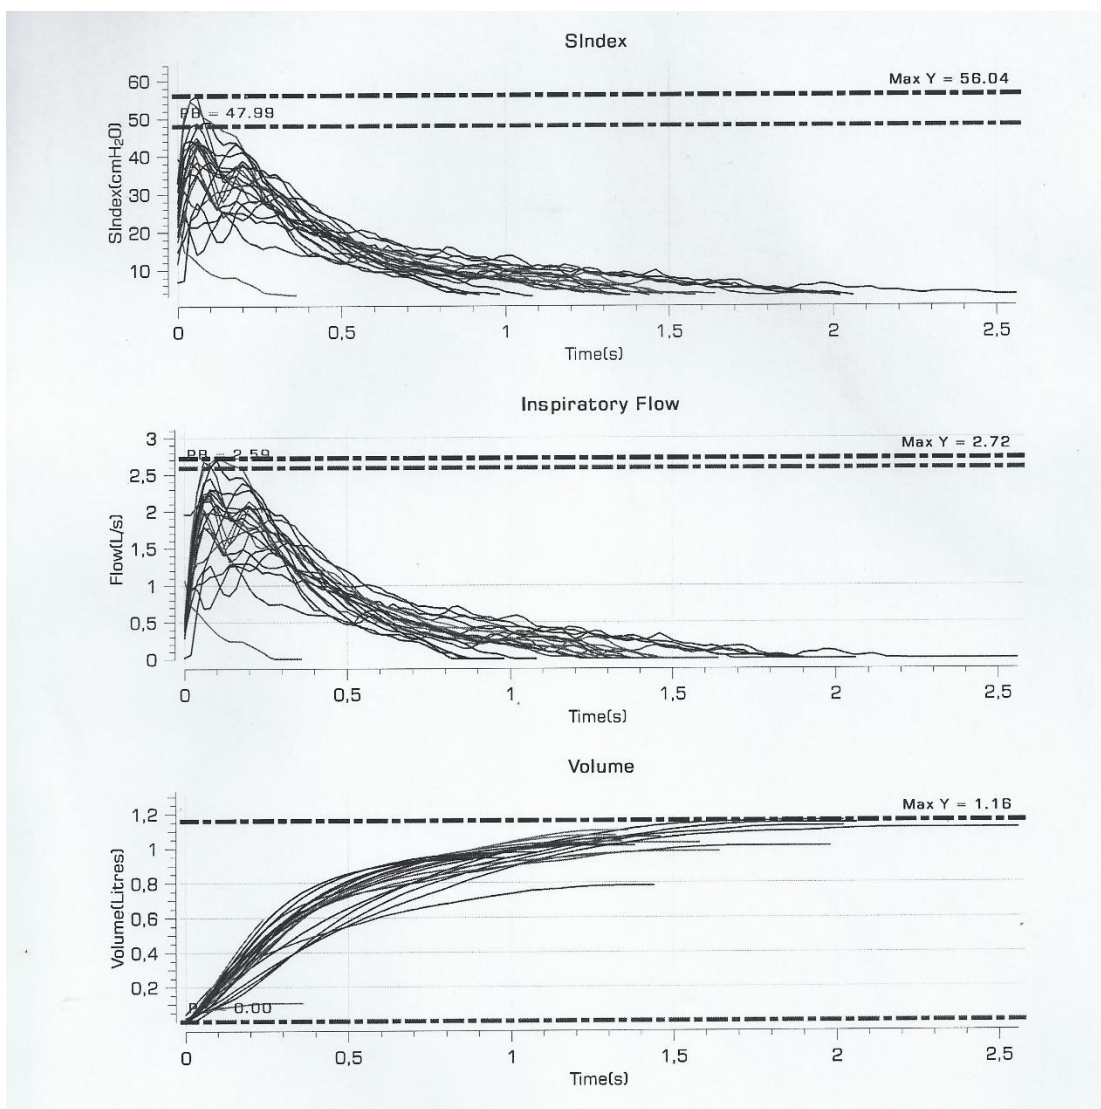 SIndex
Max Y = 56.04
PB = 47.99
60
50
40
30
20
10
SIndex(cmH₂O)
0 0,5 1 1,5 2 2,5
Time(s)
Inspiratory Flow
Max Y = 2.72
PB = 2.59
3
2,5
2
1,5
1
0,5
0
Flow(L/s)
0 0,5 1 1,5 2 2,5
Time(s)
Volume
Max Y = 1.16
1,2
1
0,8
0,6
0,4
0,2
Volume(Litres)
= 0.00
0 0,5 1 1,5 2 2,5
Time(s)